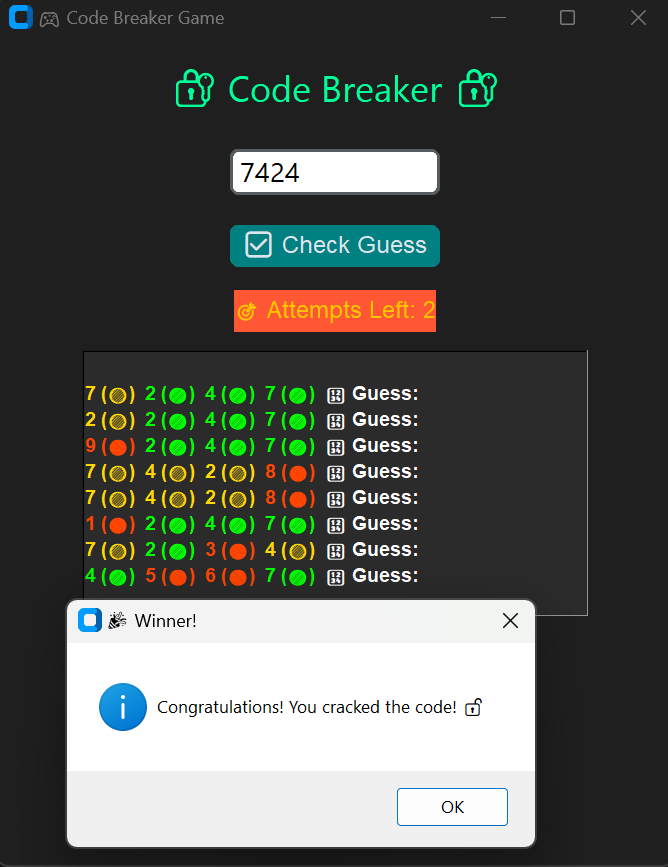 Code Breaker Game
Code Breaker
7424
Check Guess
Attempts Left: 2
7 ( ) 2 ( ) 4 ( ) 7 ( ) Guess:
2 ( ) 2 ( ) 4 ( ) 7 ( ) Guess:
9 ( ) 2 ( ) 4 ( ) 7 ( ) Guess:
7 ( ) 4 ( ) 2 ( ) 8 ( ) Guess:
7 ( ) 4 ( ) 2 ( ) 8 ( ) Guess:
1 ( ) 2 ( ) 4 ( ) 7 ( ) Guess:
7 ( ) 2 ( ) 3 ( ) 4 ( ) Guess:
4 ( ) 5 ( ) 6 ( ) 7 ( ) Guess:
Winner!
Congratulations! You cracked the code!
OK